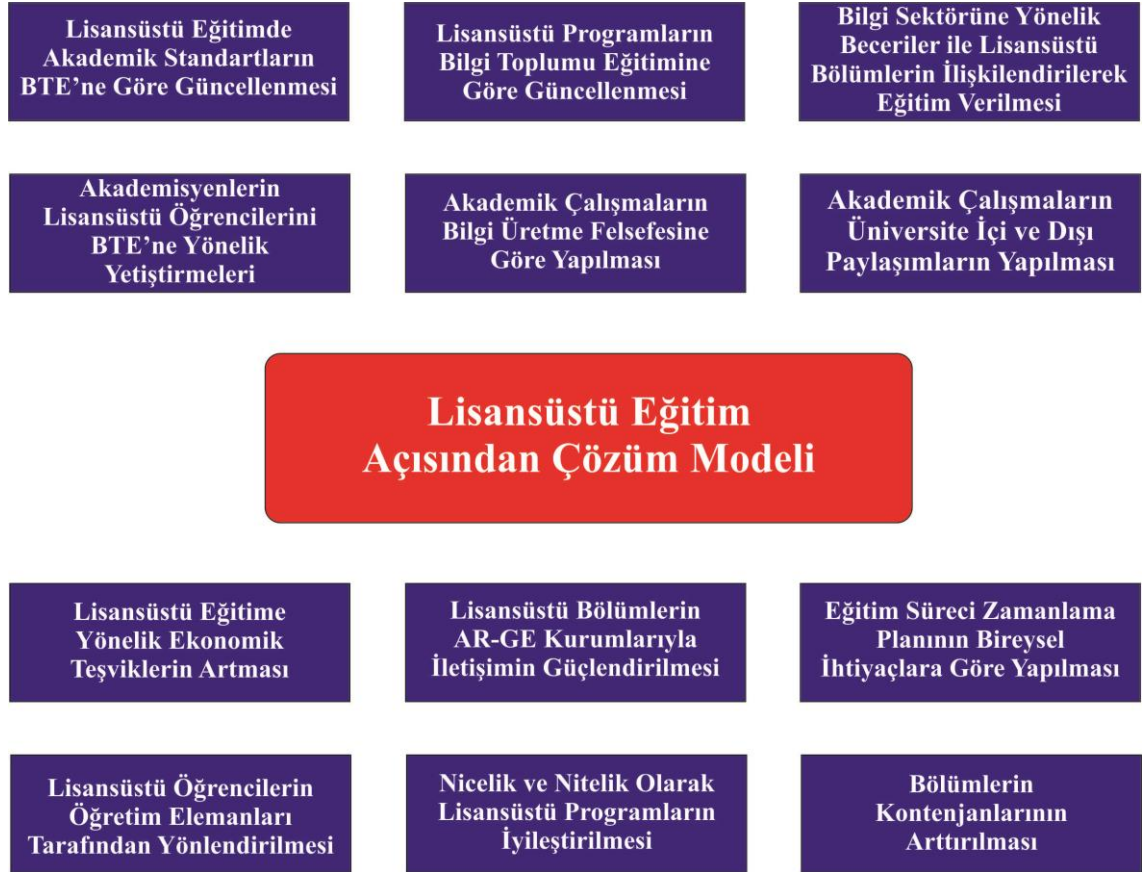 Lisansüstü Eğitimde
Akademik Standartların
BTE’ne Göre Güncellenmesi
Lisansüstü Programların
Bilgi Toplumu Eğitimine
Göre Güncellenmesi
Bilgi Sektörüne Yönelik
Beceriler ile Lisansüstü
Bölümlerin İlişkilendirilerek
Eğitim Verilmesi
Akademisyenlerin
Lisansüstü Öğrencilerini
BTE’ne Yönelik
Yetiştirmeleri
Akademik Çalışmaların
Bilgi Üretme Felsefesine
Göre Yapılması
Akademik Çalışmaların
Üniversite İçi ve Dışı
Paylaşımların Yapılması
Lisansüstü Eğitim
Açısından Çözüm Modeli
Lisansüstü Eğitime
Yönelik Ekonomik
Teşviklerin Artması
Lisansüstü Bölümlerin
AR-GE Kurumlarıyla
İletişimin Güçlendirilmesi
Eğitim Süreci Zamanlama
Planının Bireysel
İhtiyaçlara Göre Yapılması
Lisansüstü Öğrencilerin
Öğretim Elemanları
Tarafından Yönlendirilmesi
Nicelik ve Nitelik Olarak
Lisansüstü Programların
İyileştirilmesi
Bölümlerin
Kontenjanlarının
Arttırılması